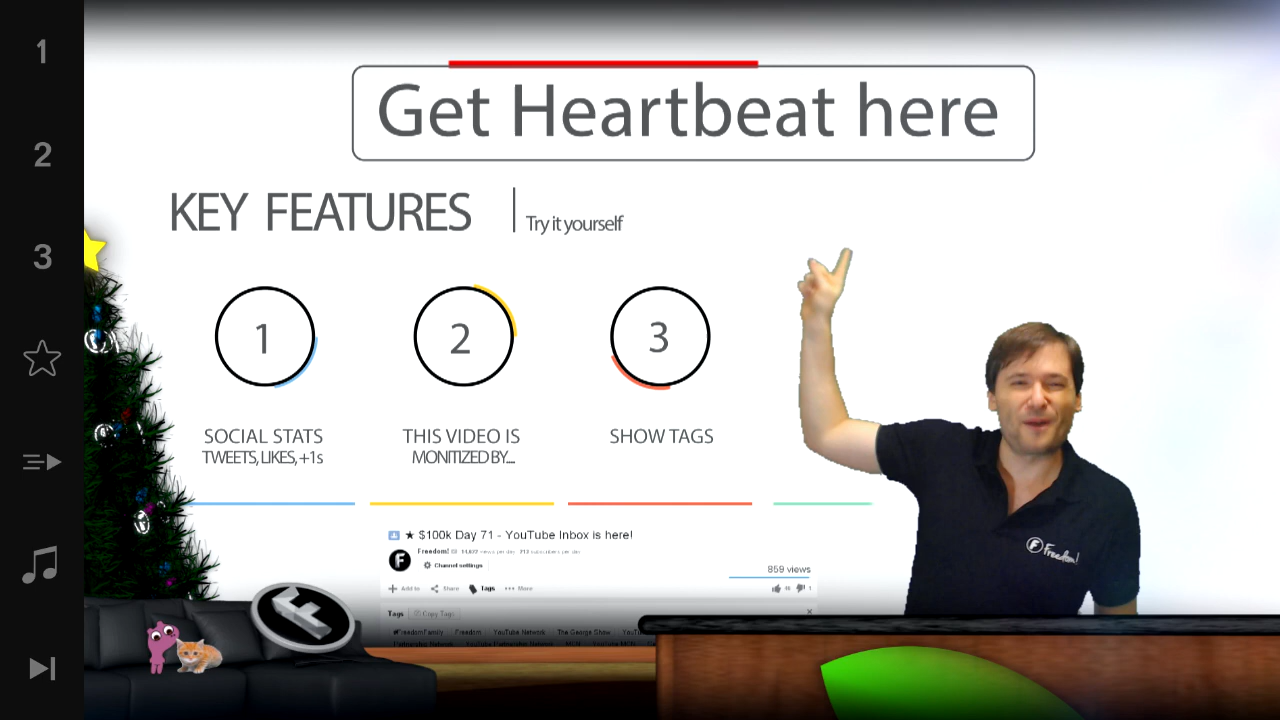 1
2
3
Get Heartbeat here
KEY FEATURES
Try it yourself
1
2
3
SOCIAL STATS
TWEETS, LIKES, +1s
THIS VIDEO IS
MONITIZED BY....
SHOW TAGS
★ $100k Day 71 - YouTube Inbox is here!
Freedom!
Channel settings
859 views
Add to
Share
Tags
More
Tags
Copy Tags
#FreedomFamily Freedom YouTube Network The George Show
Freedom!